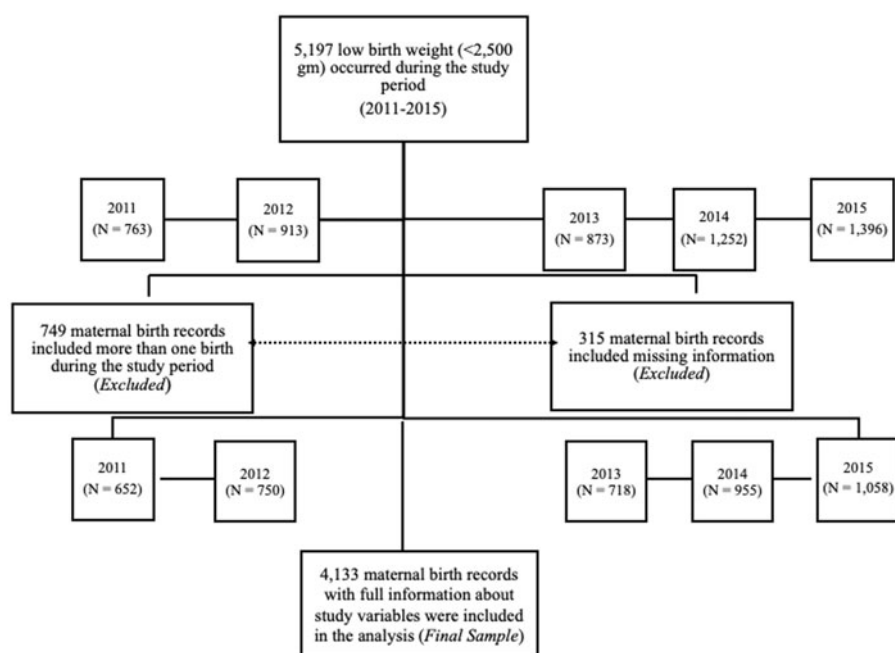 5,197 low birth weight (<2,500
gm) occurred during the study
period
(2011-2015)
2011
(N = 763)
2012
(N = 913)
2013
(N = 873)
2014
(N= 1,252)
2015
(N = 1,396)
749 maternal birth records
included more than one birth
during the study period
(Excluded)
315 maternal birth records
included missing information
(Excluded)
2011
(N = 652)
2012
(N = 750)
2013
(N = 718)
2014
(N = 955)
2015
(N = 1,058)
4,133 maternal birth records
with full information about
study variables were included
in the analysis (Final Sample)